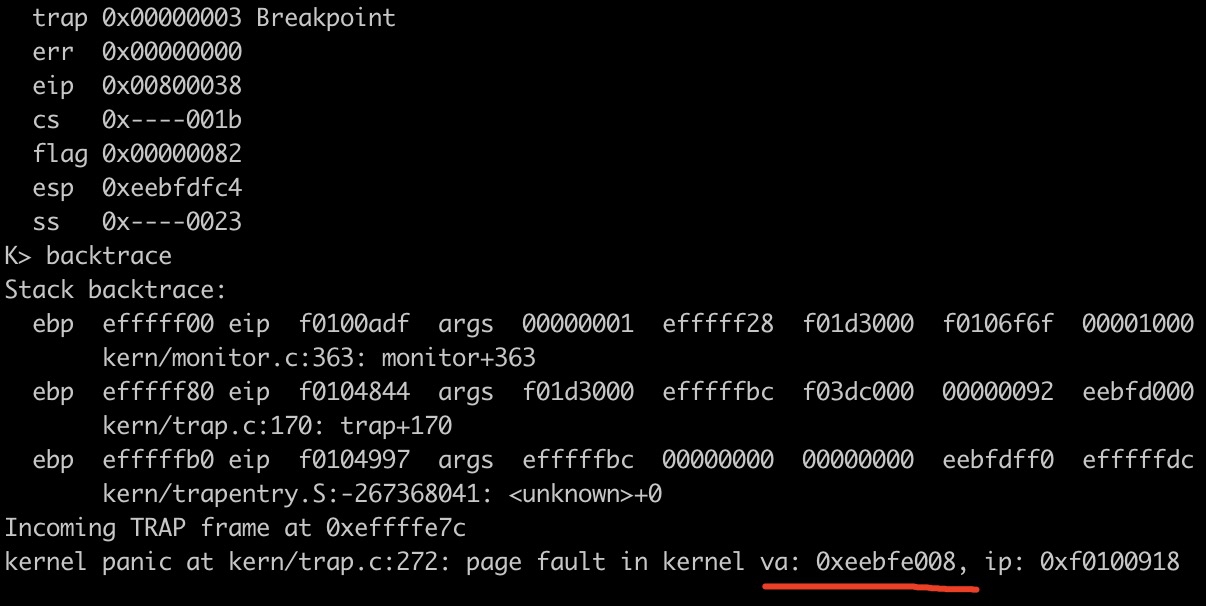 trap 0x00000003 Breakpoint
err 0x00000000
eip 0x00800038
cs 0x----001b
flag 0x00000082
esp 0xeebfdfc4
ss 0x----0023
K> backtrace
Stack backtrace:
ebp efffff00 eip f0100adf args 00000001 efffff28 f01d3000 f0106f6f 00001000
kern/monitor.c:363: monitor+363
ebp efffff80 eip f0104844 args f01d3000 efffffbc f03dc000 00000092 eebfd000
kern/trap.c:170: trap+170
ebp efffffb0 eip f0104997 args efffffbc 00000000 00000000 eebfdff0 efffffdc
kern/trapentry.S:-267368041: <unknown>+0
Incoming TRAP frame at 0xeffffe7c
kernel panic at kern/trap.c:272: page fault in kernel va: 0xeebfe008, ip: 0xf0100918